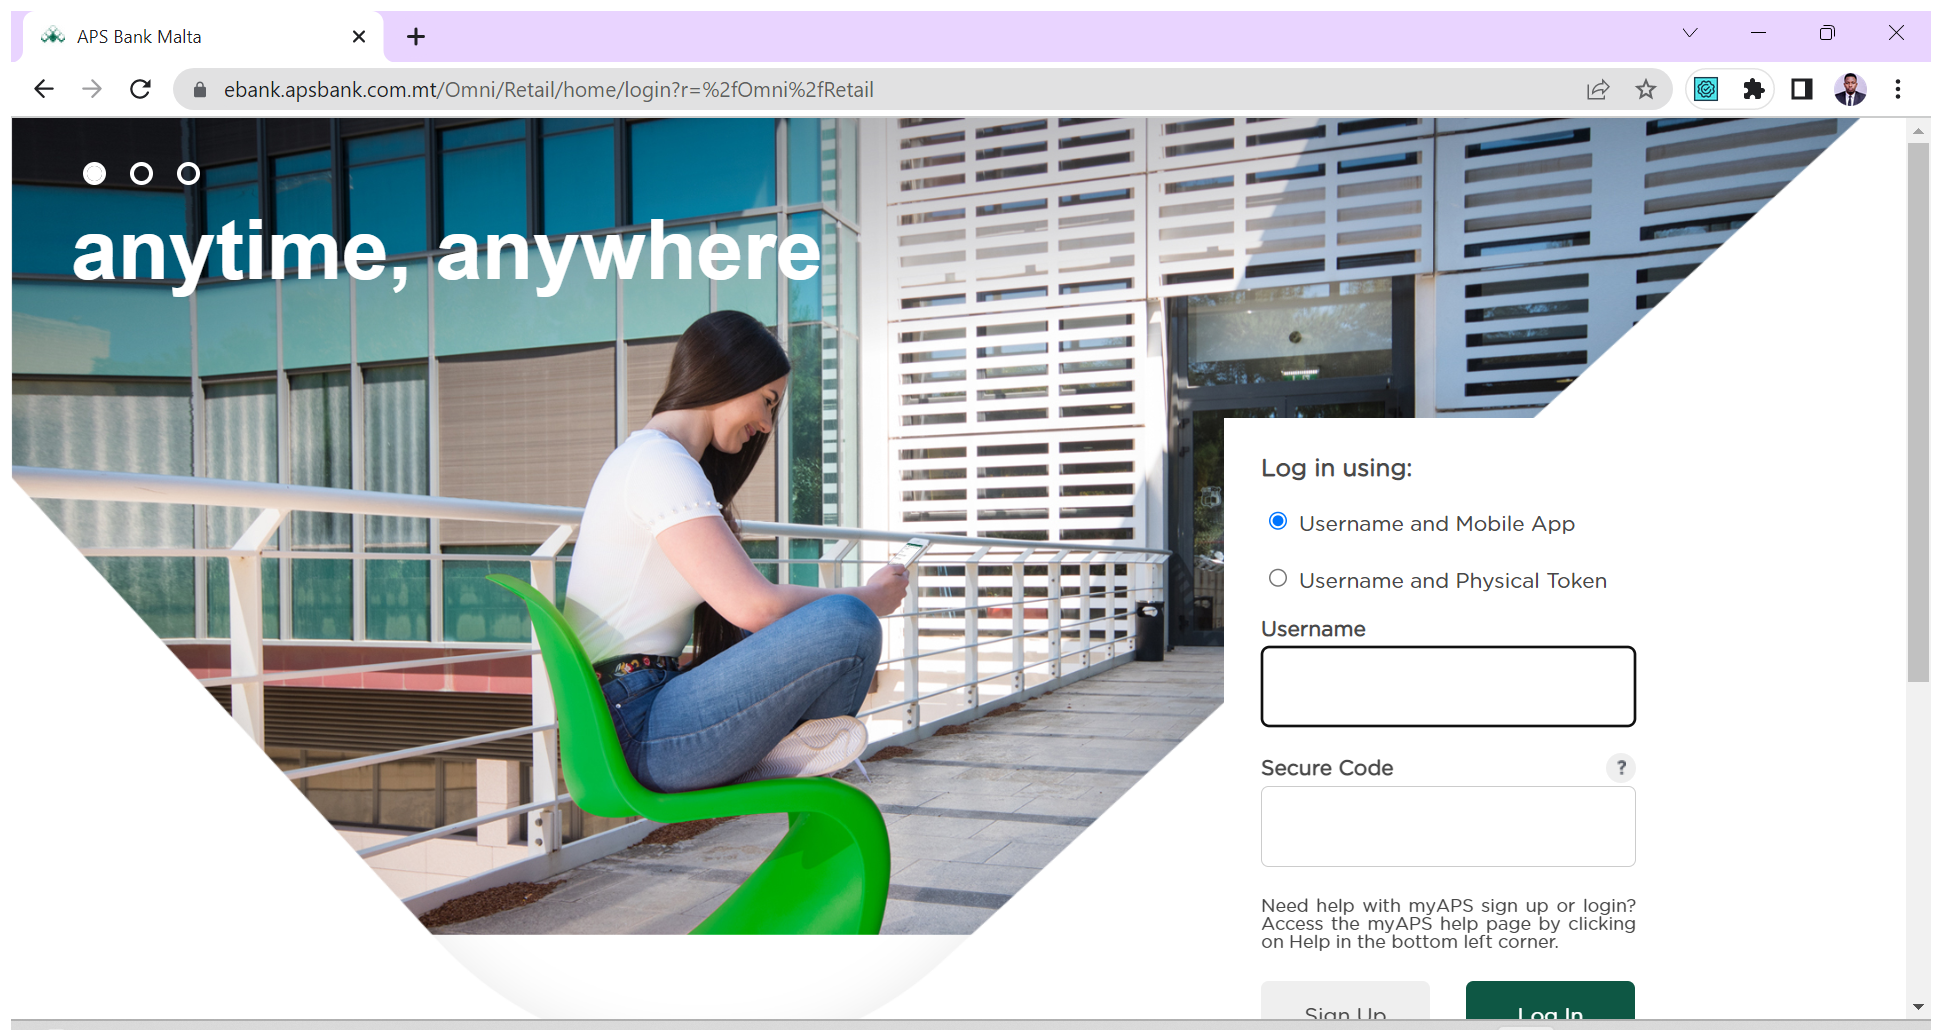 APS Bank Malta
ebank.apsbank.com.mt/Omni/Retail/home/login?r=%2fOmni%2fRetail
anytime, anywhere
Log in using:
Username and Mobile App
Username and Physical Token
Username
Secure Code
?
Need help with myAPS sign up or login?
Access the myAPS help page by clicking
on Help in the bottom left corner.
Sign Up
Log In